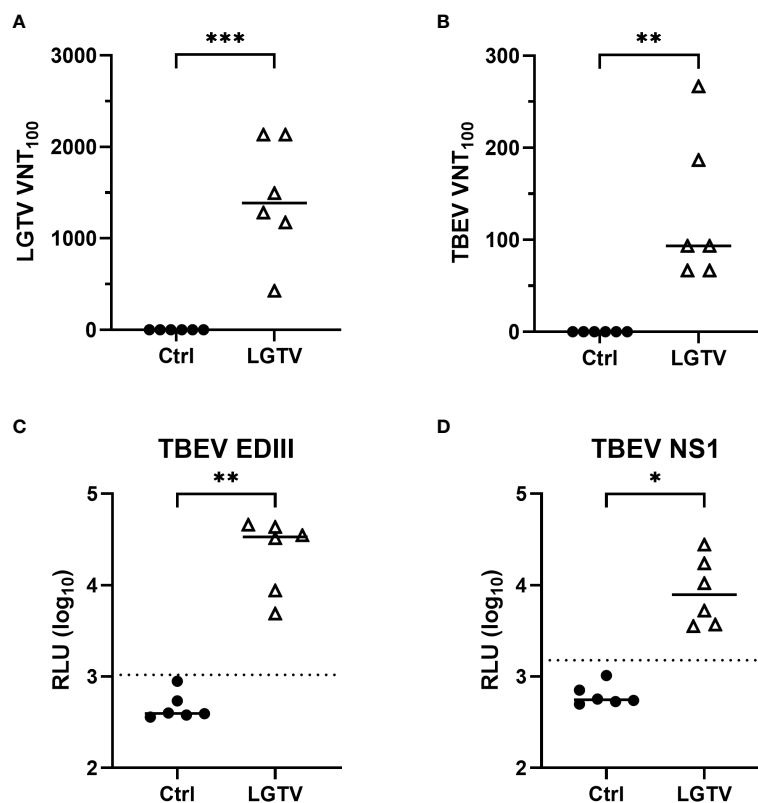 A
LGTV VNT100
3000
2000
1000
0
***
Ctrl
LGTV
B
TBEV VNT100
300
200
100
0
**
Ctrl
LGTV
C
TBEV EDIII
RLU (log10)
5
4
3
2
**
Ctrl
LGTV
D
TBEV NS1
RLU (log10)
5
4
3
2
*
Ctrl
LGTV